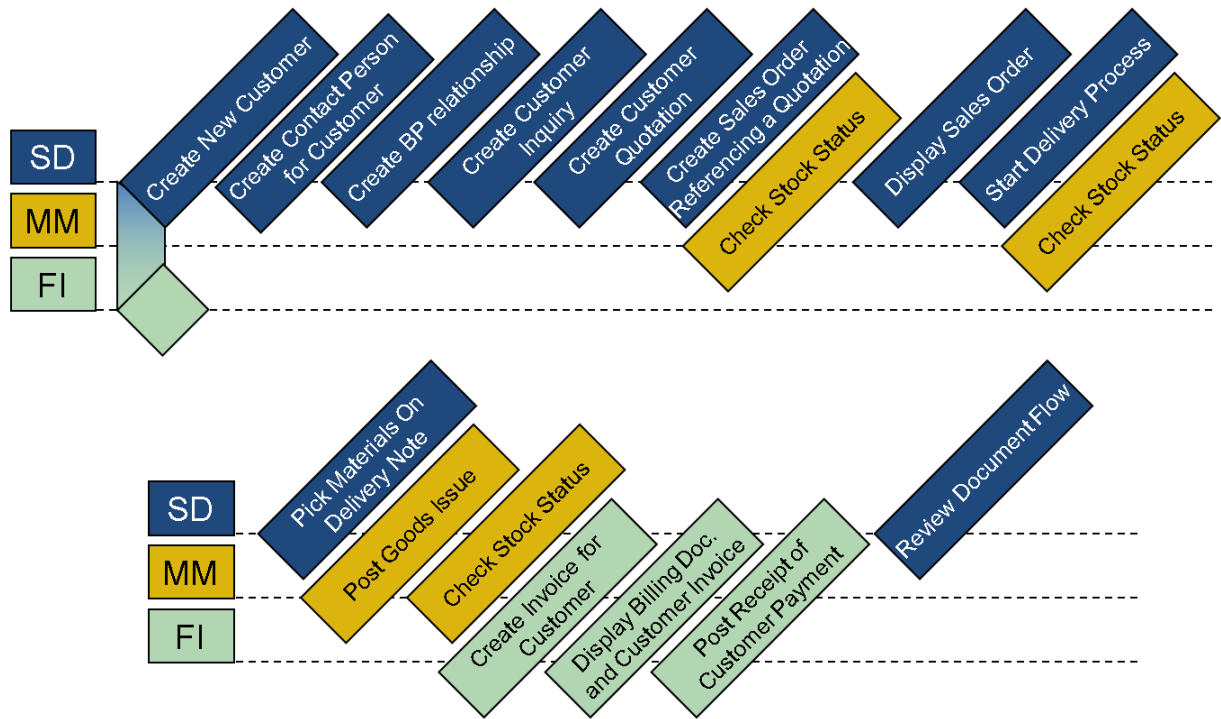 SD
MM
FI
Create New Customer
Create Contact Person
for Customer
Create BP relationship
Create Customer
Inquiry
Create Customer
Quotation
Create Sales Order
Referencing a Quotation
Check Stock Status
Display Sales Order
Start Delivery Process
Check Stock Status
SD
MM
FI
Pick Materials On
Delivery Note
Post Goods Issue
Check Stock Status
Create Invoice for
Customer
Display Billing Doc.
and Customer Invoice
Post Receipt of
Customer Payment
Review Document Flow